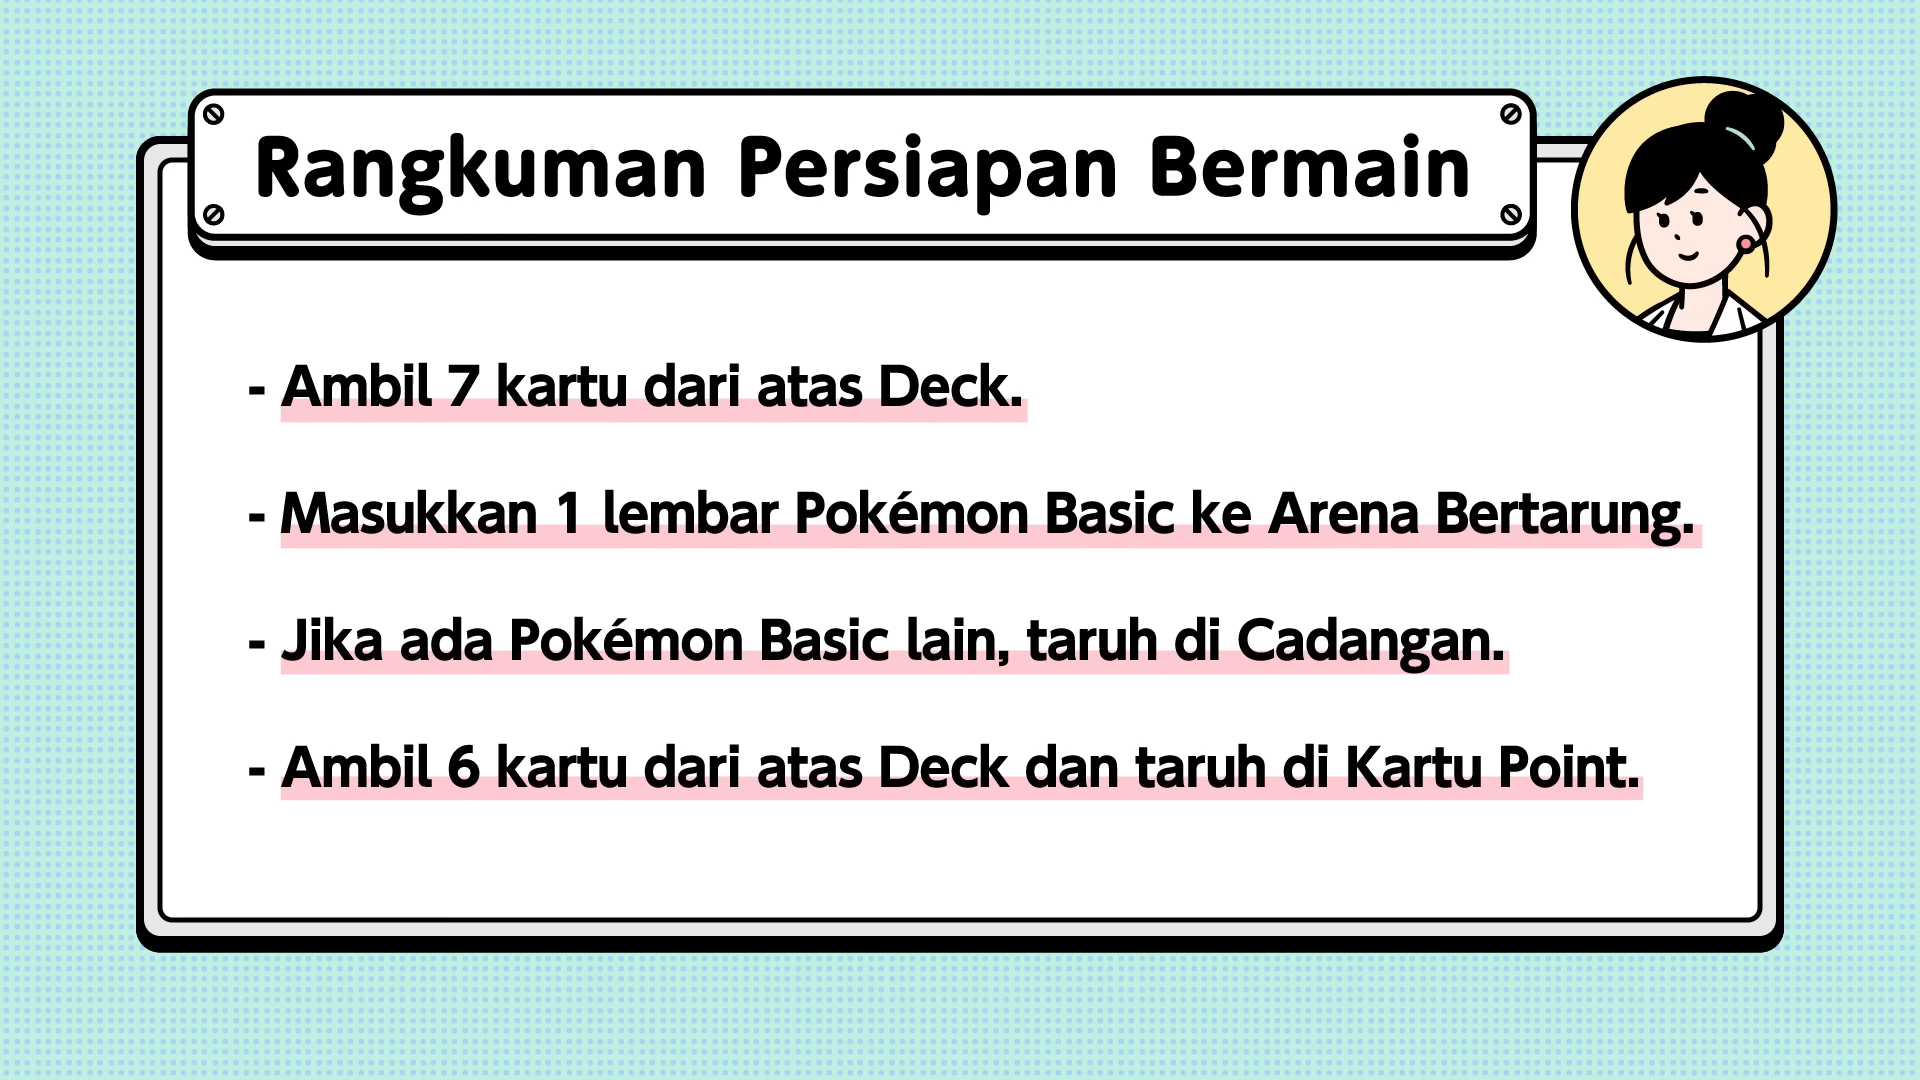 Rangkuman Persiapan Bermain
- Ambil 7 kartu dari atas Deck.
- Masukkan 1 lembar Pokémon Basic ke Arena Bertarung.
- Jika ada Pokémon Basic lain, taruh di Cadangan.
- Ambil 6 kartu dari atas Deck dan taruh di Kartu Point.